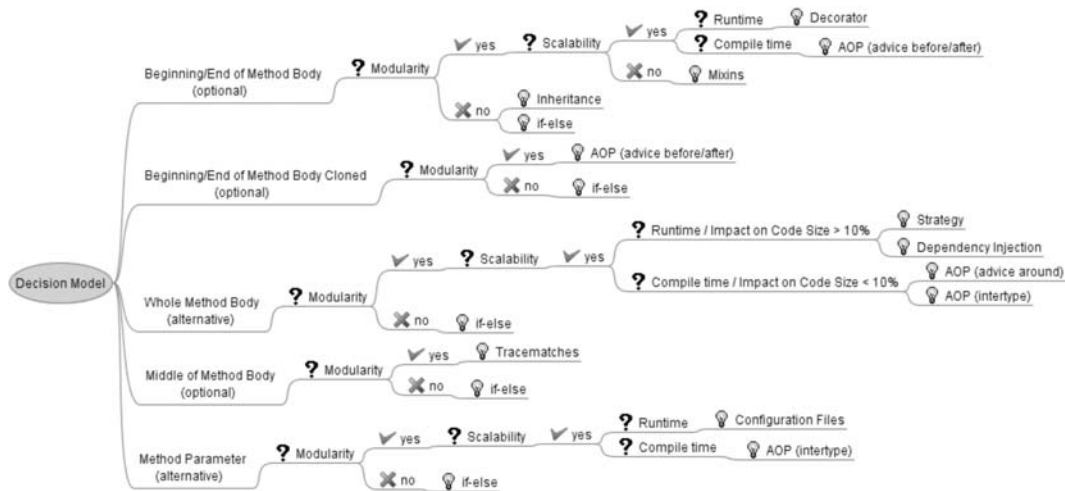 Decision Model
Beginning/End of Method Body
(optional)
Modularity
yes
Scalability
yes
Runtime
Decorator
Compile time
AOP (advice before/after)
no
Mixins
no
Inheritance
if-else
Beginning/End of Method Body Cloned
(optional)
Modularity
yes
AOP (advice before/after)
no
if-else
Whole Method Body
(alternative)
Modularity
yes
Scalability
yes
Runtime / Impact on Code Size > 10%
Strategy
Dependency Injection
Compile time / Impact on Code Size < 10%
AOP (advice around)
AOP (intertype)
no
if-else
Middle of Method Body
(optional)
Modularity
yes
Tracematches
no
if-else
Method Parameter
(alternative)
Modularity
yes
Scalability
yes
Runtime
Configuration Files
Compile time
AOP (intertype)
no
if-else